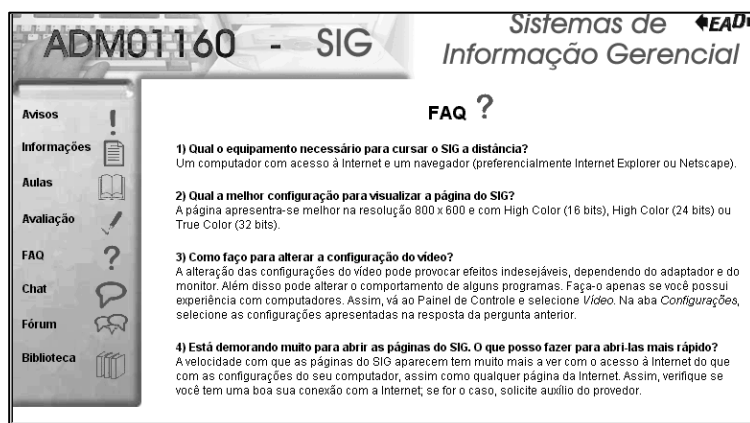 ADM01160 - SIG
Sistemas de
Informação Gerencial
EAD
Avisos
Informações
Aulas
Avaliação
FAQ
Chat
Fórum
Biblioteca
FAQ ?
1) Qual o equipamento necessário para cursar o SIG a distância?
Um computador com acesso à Internet e um navegador (preferencialmente Internet Explorer ou Netscape).
2) Qual a melhor configuração para visualizar a página do SIG?
A página apresenta-se melhor na resolução 800 x 600 e com High Color (16 bits), High Color (24 bits) ou
True Color (32 bits).
3) Como faço para alterar a configuração do vídeo?
A alteração das configurações do vídeo pode provocar efeitos indesejáveis, dependendo do adaptador e do
monitor. Além disso pode alterar o comportamento de alguns programas. Faça-o apenas se você possui
experiência com computadores. Assim, vá ao Painel de Controle e selecione Vídeo. Na aba Configurações,
selecione as configurações apresentadas na resposta da pergunta anterior.
4) Está demorando muito para abrir as páginas do SIG. O que posso fazer para abri-las mais rápido?
A velocidade com que as páginas do SIG aparecem tem muito mais a ver com o acesso à Internet do que
com as configurações do seu computador, assim como qualquer página da Internet. Assim, verifique se
você tem uma boa sua conexão com a Internet; se for o caso, solicite auxílio do provedor.